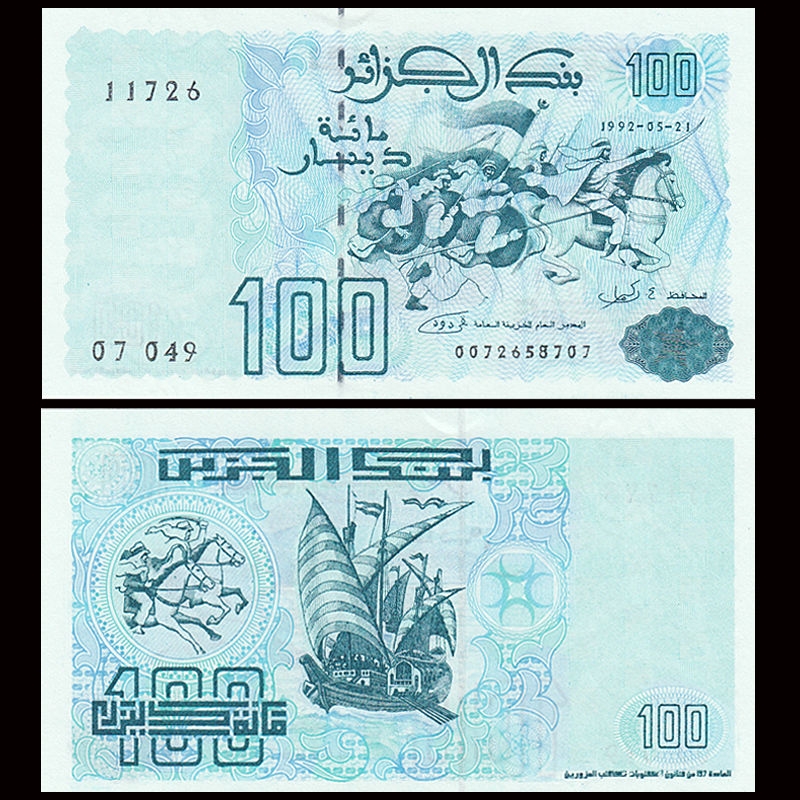 11726
بنك الجزائر
100
1992-05-21
مائة
دينار
100
المحافظ
المدير العام للخزينة العامة
07 049
0072658707
بنك الجزائر
100
مائة دينار
100
المادة 197 من قانون العقوبات تعاقب المزورين